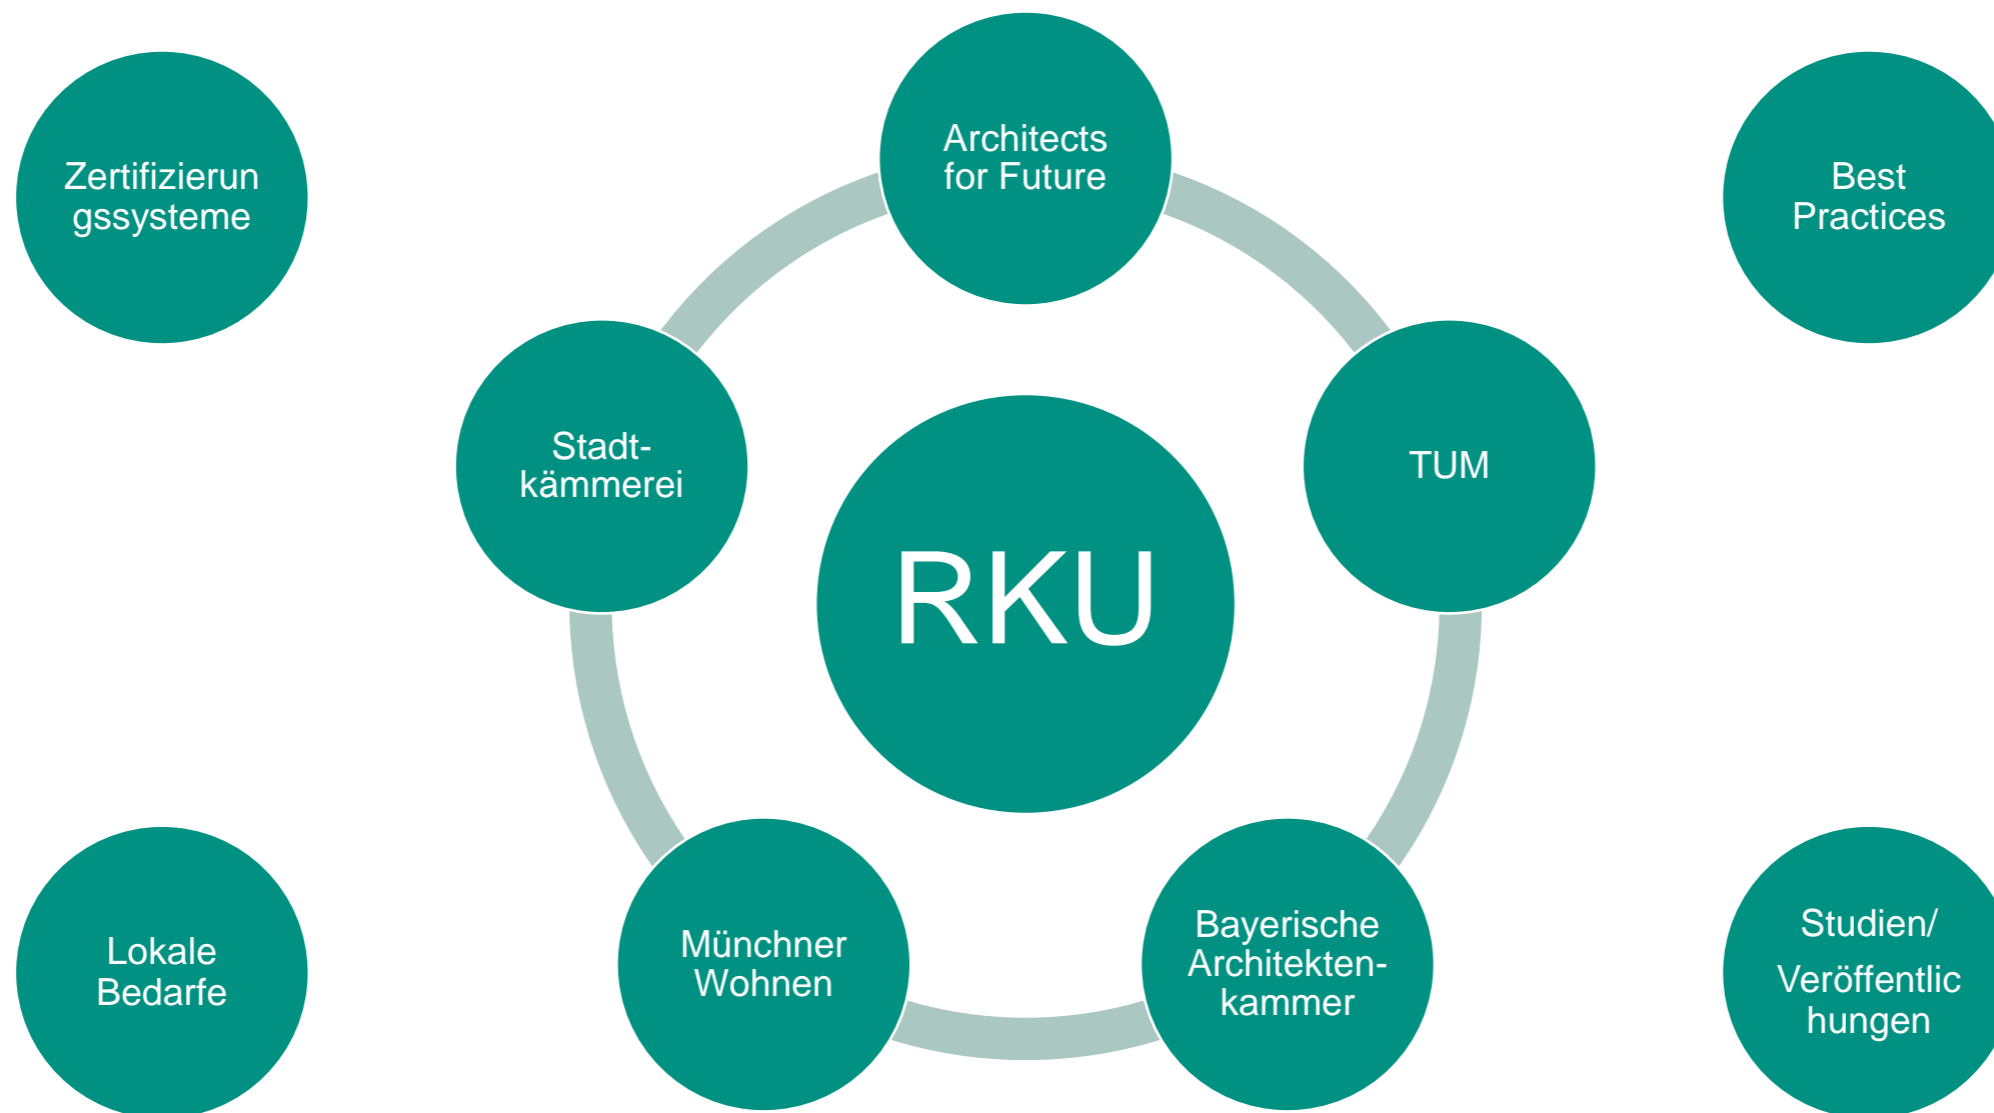 Zertifizierun
gssysteme
Architects
for Future
Best
Practices
Stadt-
kämmerei
TUM
RKU
Lokale
Bedarfe
Münchner
Wohnen
Bayerische
Architekten-
kammer
Studien/
Veröffentlic
hungen